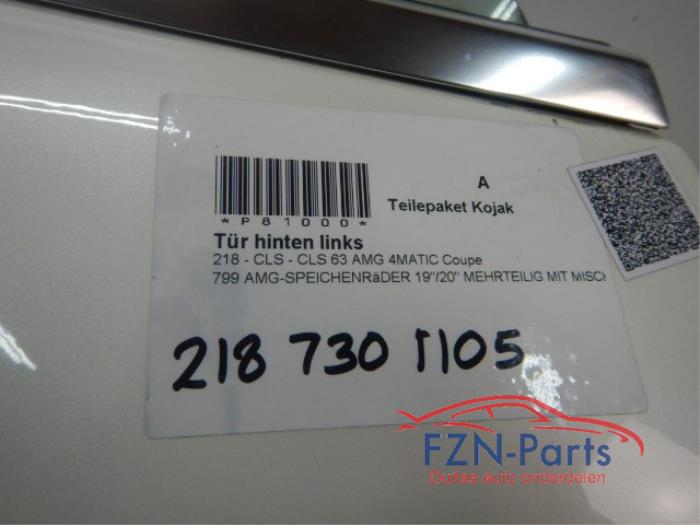 A
Teilepaket Kojak
*P81000*
Tür hinten links
218 - CLS - CLS 63 AMG 4MATIC Coupe
799 AMG-SPEICHENRäDER 19"/20" MEHRTEILIG MIT MISCH
218 730 1105
FZN-Parts
Duitse auto onderdelen